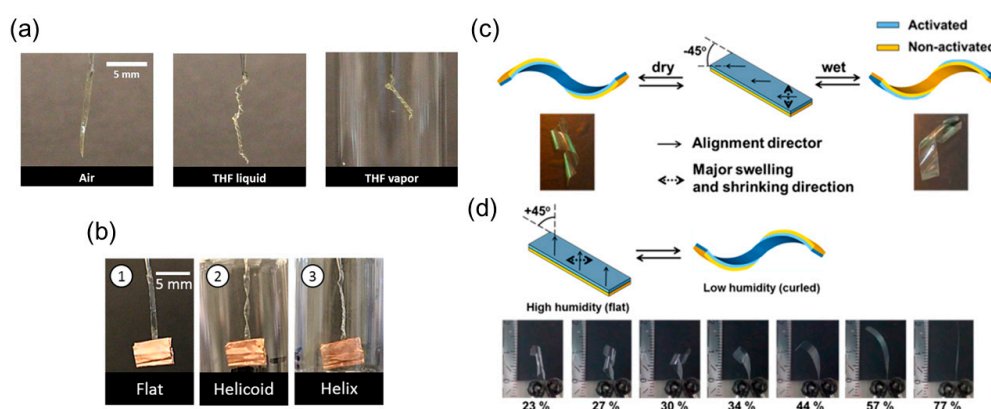 (a)
5 mm
Air
THF liquid
THF vapor
(b)
1
5 mm
2
3
Flat
Helicoid
Helix
(c)
Activated
Non-activated
-45°
dry
wet
Alignment director
Major swelling
and shrinking direction
(d)
+45°
High humidity (flat)
Low humidity (curled)
23 %
27 %
30 %
34 %
44 %
57 %
77 %